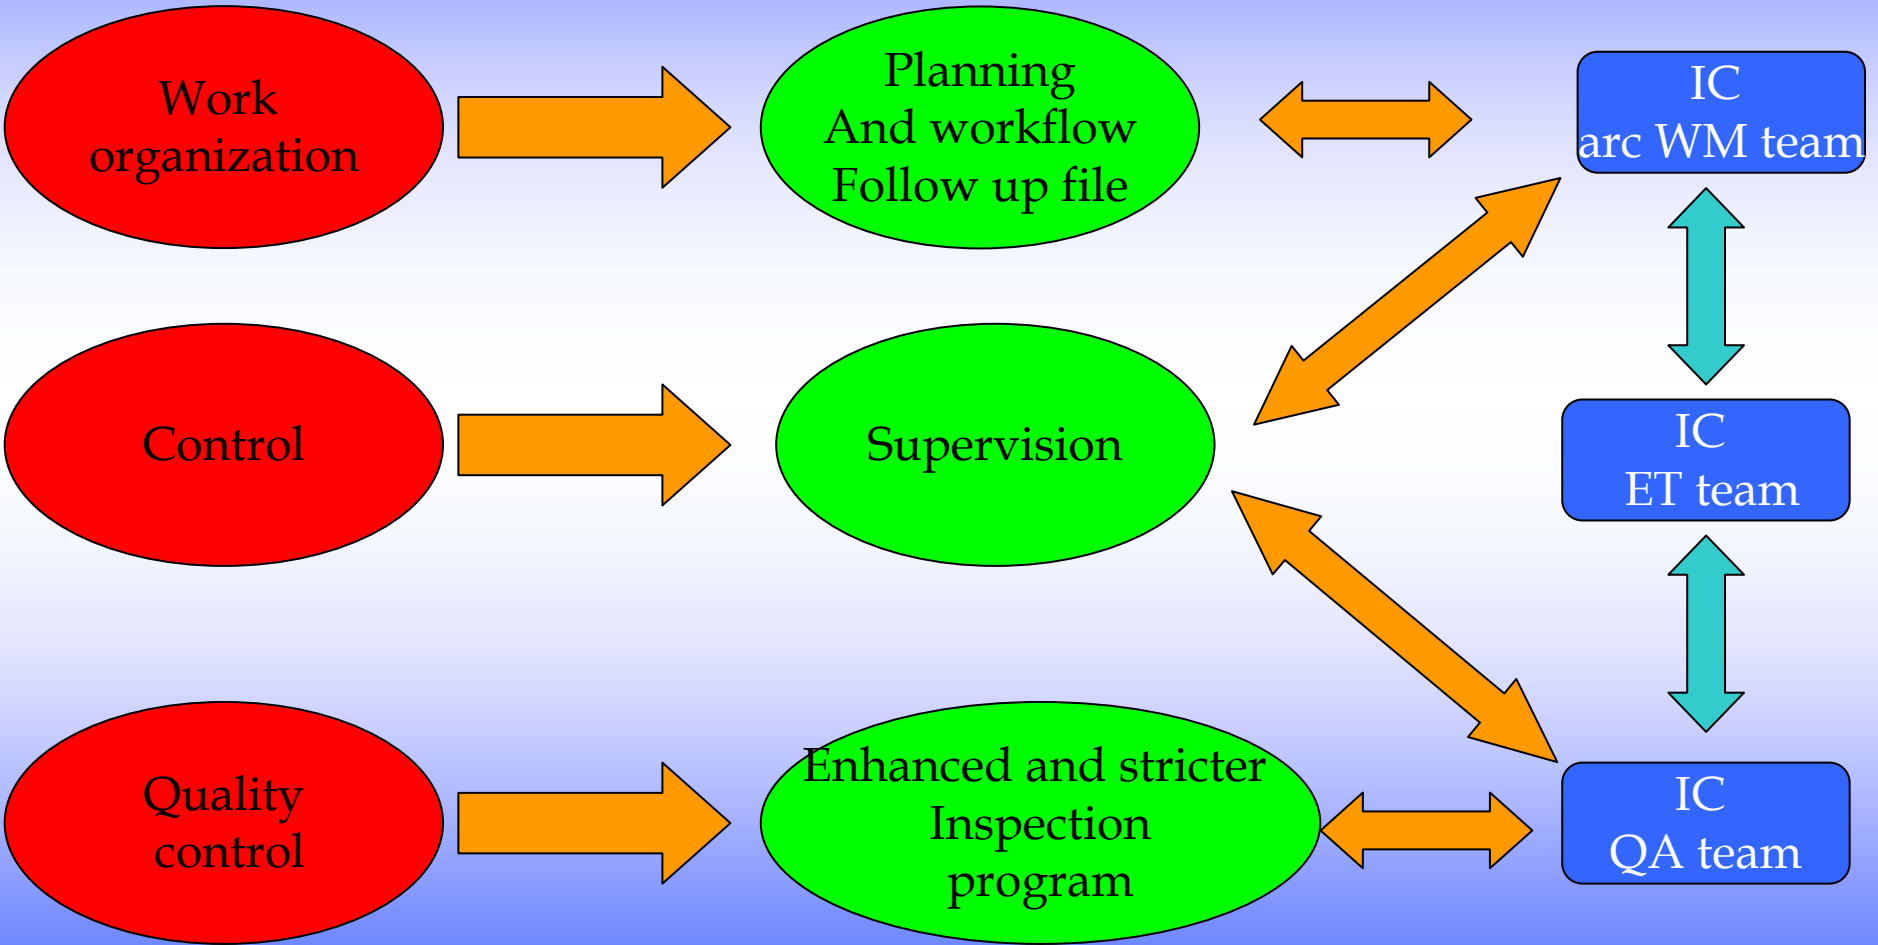 Work
organization
Planning
And workflow
Follow up file
IC
arc WM team
Control
Supervision
IC
ET team
Quality
control
Enhanced and stricter
Inspection
program
IC
QA team